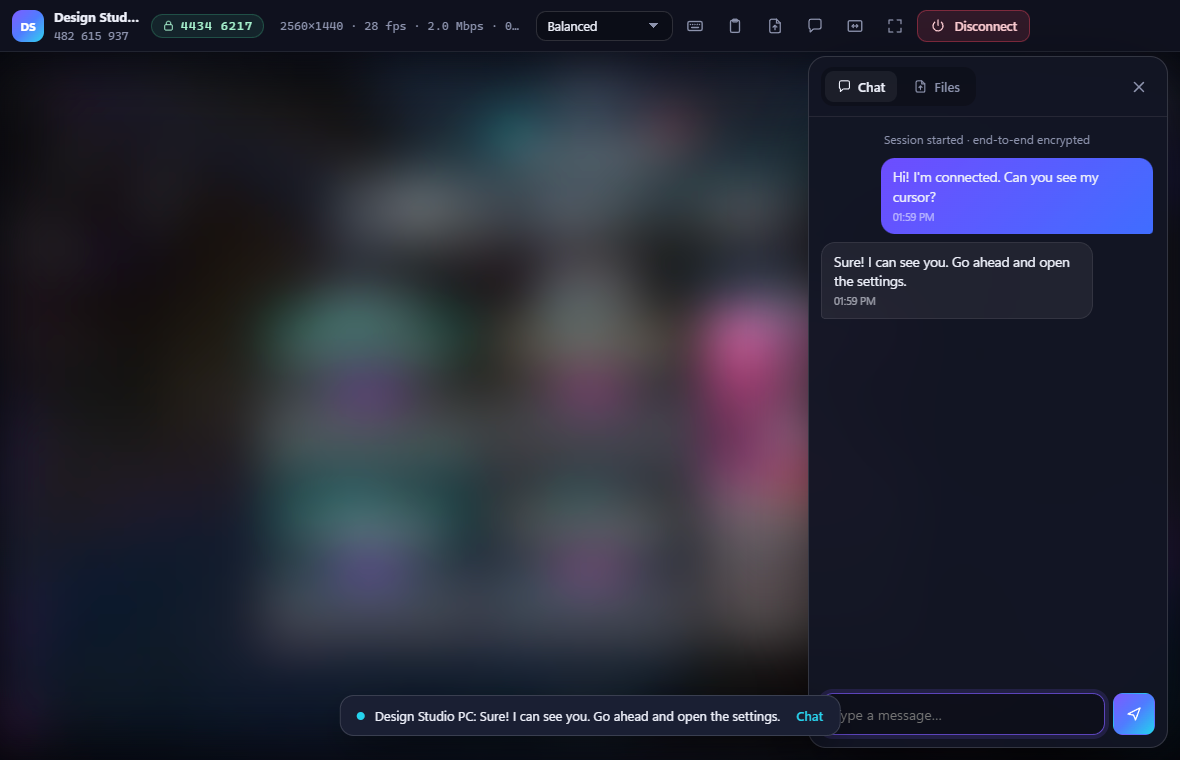 DS
Design Stud...
482 615 937
4434 6217
2560×1440 · 28 fps · 2.0 Mbps · 0...
Balanced
Disconnect
Chat
Files
Session started · end-to-end encrypted
Hi! I'm connected. Can you see my
cursor?
01:59 PM
Sure! I can see you. Go ahead and open
the settings.
01:59 PM
Design Studio PC: Sure! I can see you. Go ahead and open the settings.
Chat
ype a message...